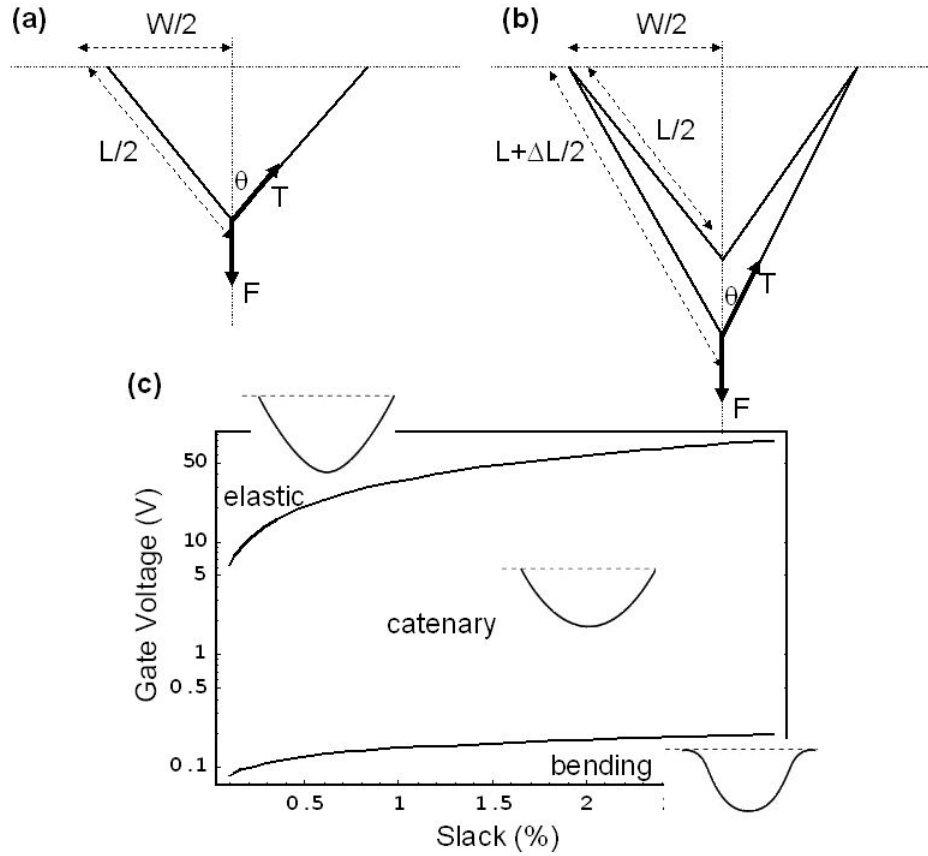 (a)
W/2
L/2
θ
T
F
(b)
W/2
L/2
L+ΔL/2
θ
T
F
(c)
Gate Voltage (V)
50
10
5
1
0.5
0.1
elastic
catenary
bending
0.5
1
1.5
2
Slack (%)